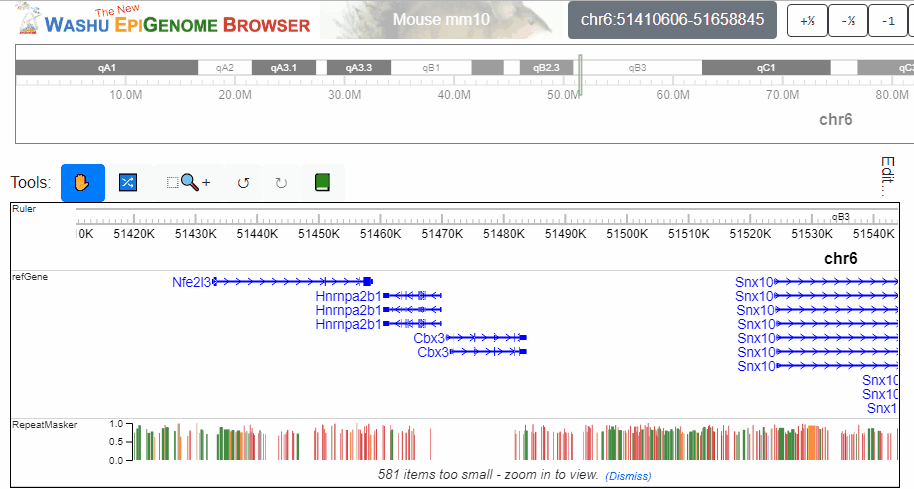 The New
WASHU EPIGENOME BROWSER
Mouse mm10
chr6:51410606-51658845
+⅓ -⅓ -1
qA1 qA2 qA3.1 qA3.3 qB1 qB2.3 qB3 qC1
10.0M 20.0M 30.0M 40.0M 50.0M 60.0M 70.0M 80.0M
chr6
Tools: + ↺ ↻
Edit...
Ruler
qB3
0K 51420K 51430K 51440K 51450K 51460K 51470K 51480K 51490K 51500K 51510K 51520K 51530K 51540K
chr6
refGene
Nfe2l3 Snx10
Hnrnpa2b1 Snx10
Hnrnpa2b1 Snx10
Hnrnpa2b1 Snx10
Cbx3 Snx10
Cbx3 Snx10
Snx10
Snx10
Snx10
Snx1
RepeatMasker
1.0
0.5
0.0
581 items too small - zoom in to view. (Dismiss)